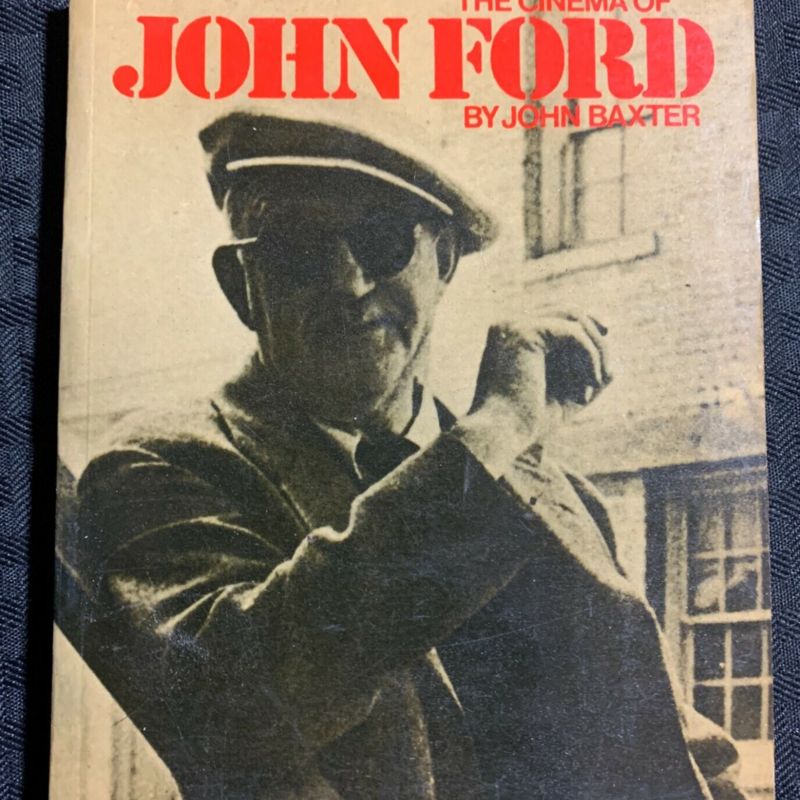 THE CINEMA OF
JOHN FORD
BY JOHN BAXTER